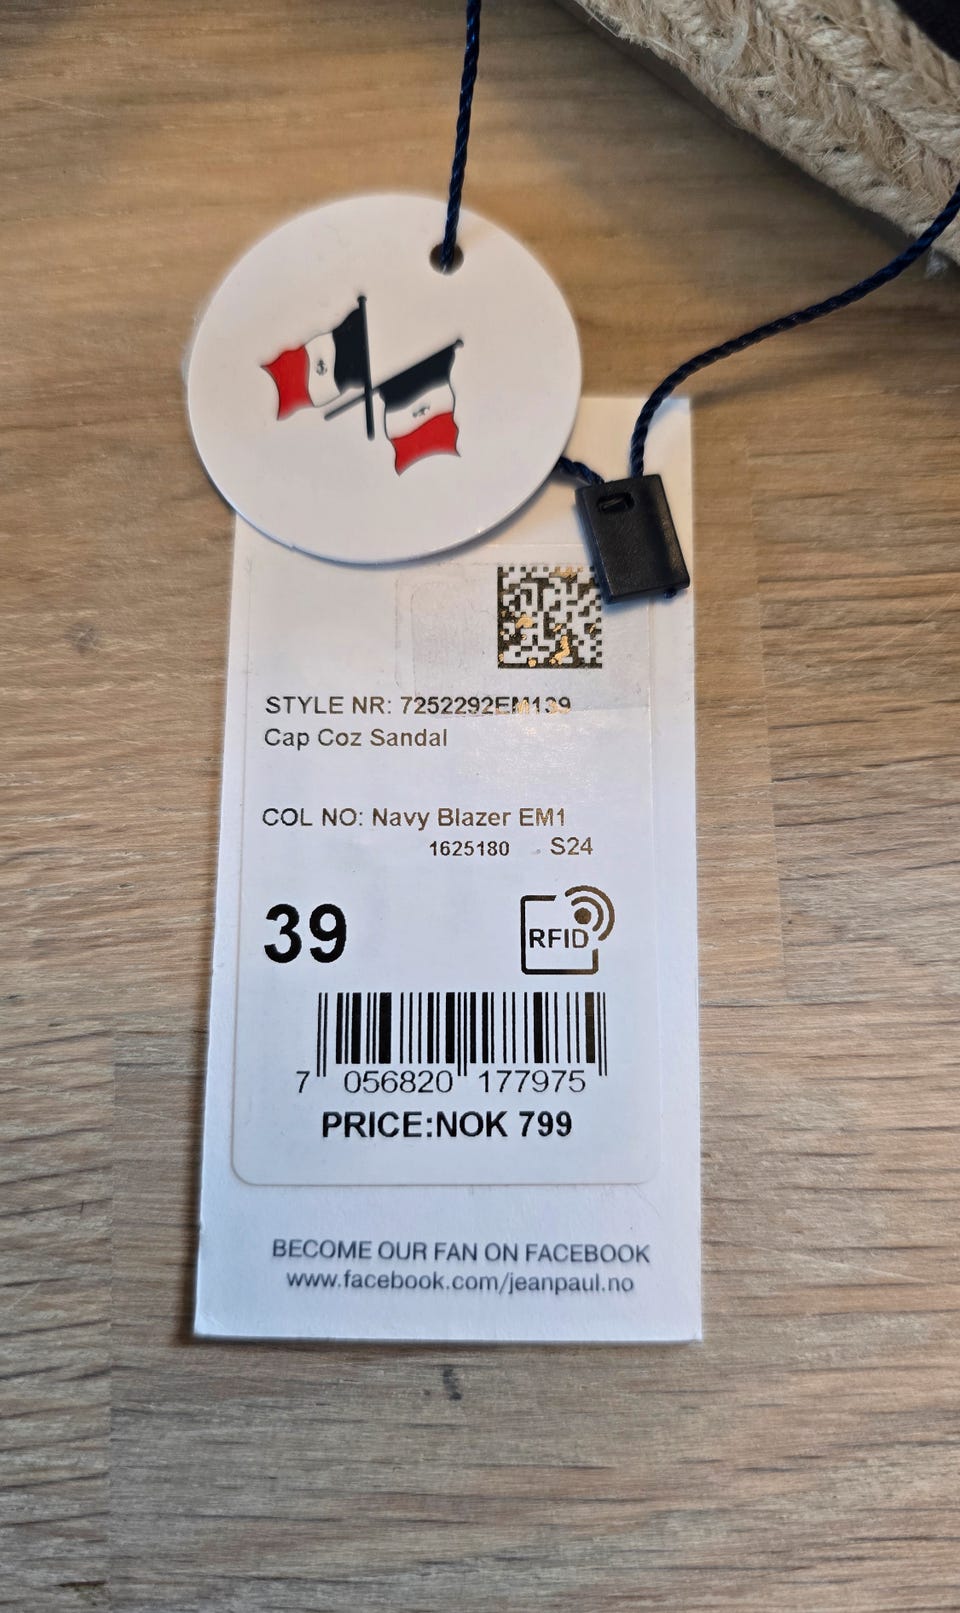 STYLE NR: 7252292EM139
Cap Coz Sandal
COL NO: Navy Blazer EM1
1625180 S24
39
RFID
7 056820 177975
PRICE:NOK 799
BECOME OUR FAN ON FACEBOOK
www.facebook.com/jeanpaul.no